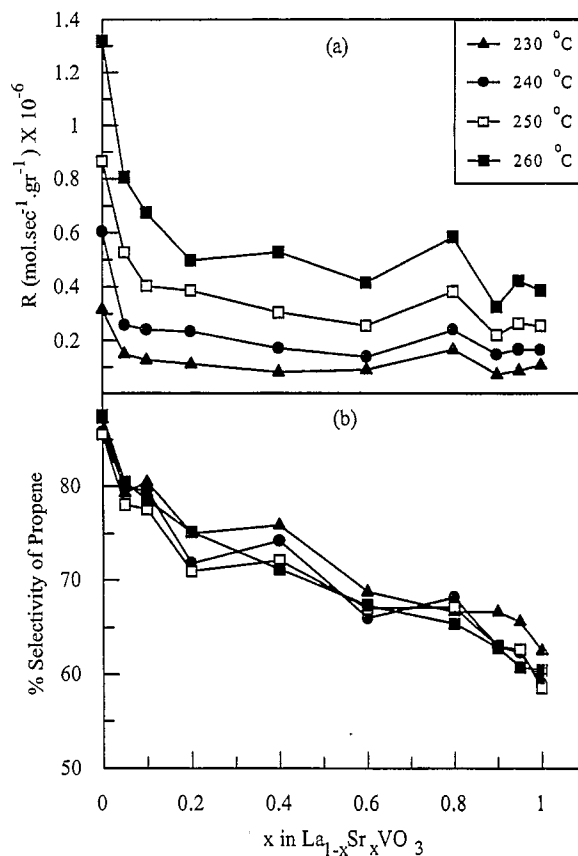 (a)
230 °C
240 °C
250 °C
260 °C
R (mol.sec⁻¹.gr⁻¹) X 10⁻⁶
1.4
1.2
1
0.8
0.6
0.4
0.2
(b)
% Selectivity of Propene
80
70
60
50
0 0.2 0.4 0.6 0.8 1
x in La₁₋ₓSrₓVO₃